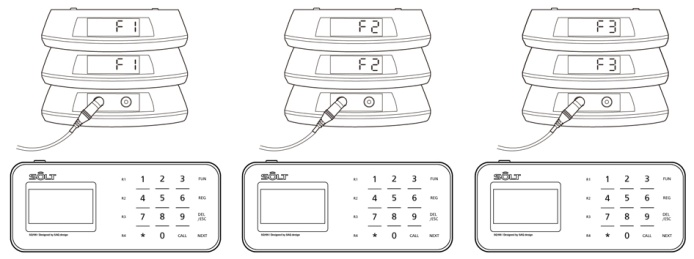 F1
F1
SOLT
A1 1 2 3 FUN
A2 4 5 6 REG
A3 7 8 9 DEL /ESC
A4 * 0 CALL NEXT
F2
F2
SOLT
A1 1 2 3 FUN
A2 4 5 6 REG
A3 7 8 9 DEL /ESC
A4 * 0 CALL NEXT
F3
F3
SOLT
A1 1 2 3 FUN
A2 4 5 6 REG
A3 7 8 9 DEL /ESC
A4 * 0 CALL NEXT